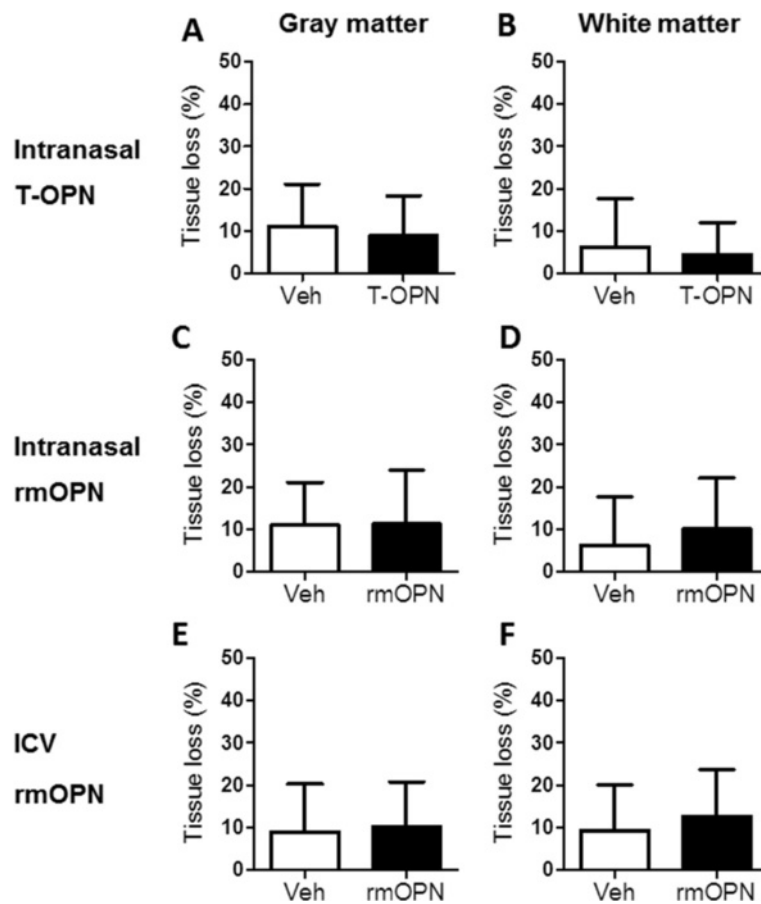 A Gray matter B White matter
Intranasal
T-OPN
Tissue loss (%)
50
40
30
20
10
0
Veh T-OPN
Tissue loss (%)
50
40
30
20
10
0
Veh T-OPN
C D
Intranasal
rmOPN
Tissue loss (%)
50
40
30
20
10
0
Veh rmOPN
Tissue loss (%)
50
40
30
20
10
0
Veh rmOPN
E F
ICV
rmOPN
Tissue loss (%)
50
40
30
20
10
0
Veh rmOPN
Tissue loss (%)
50
40
30
20
10
0
Veh rmOPN